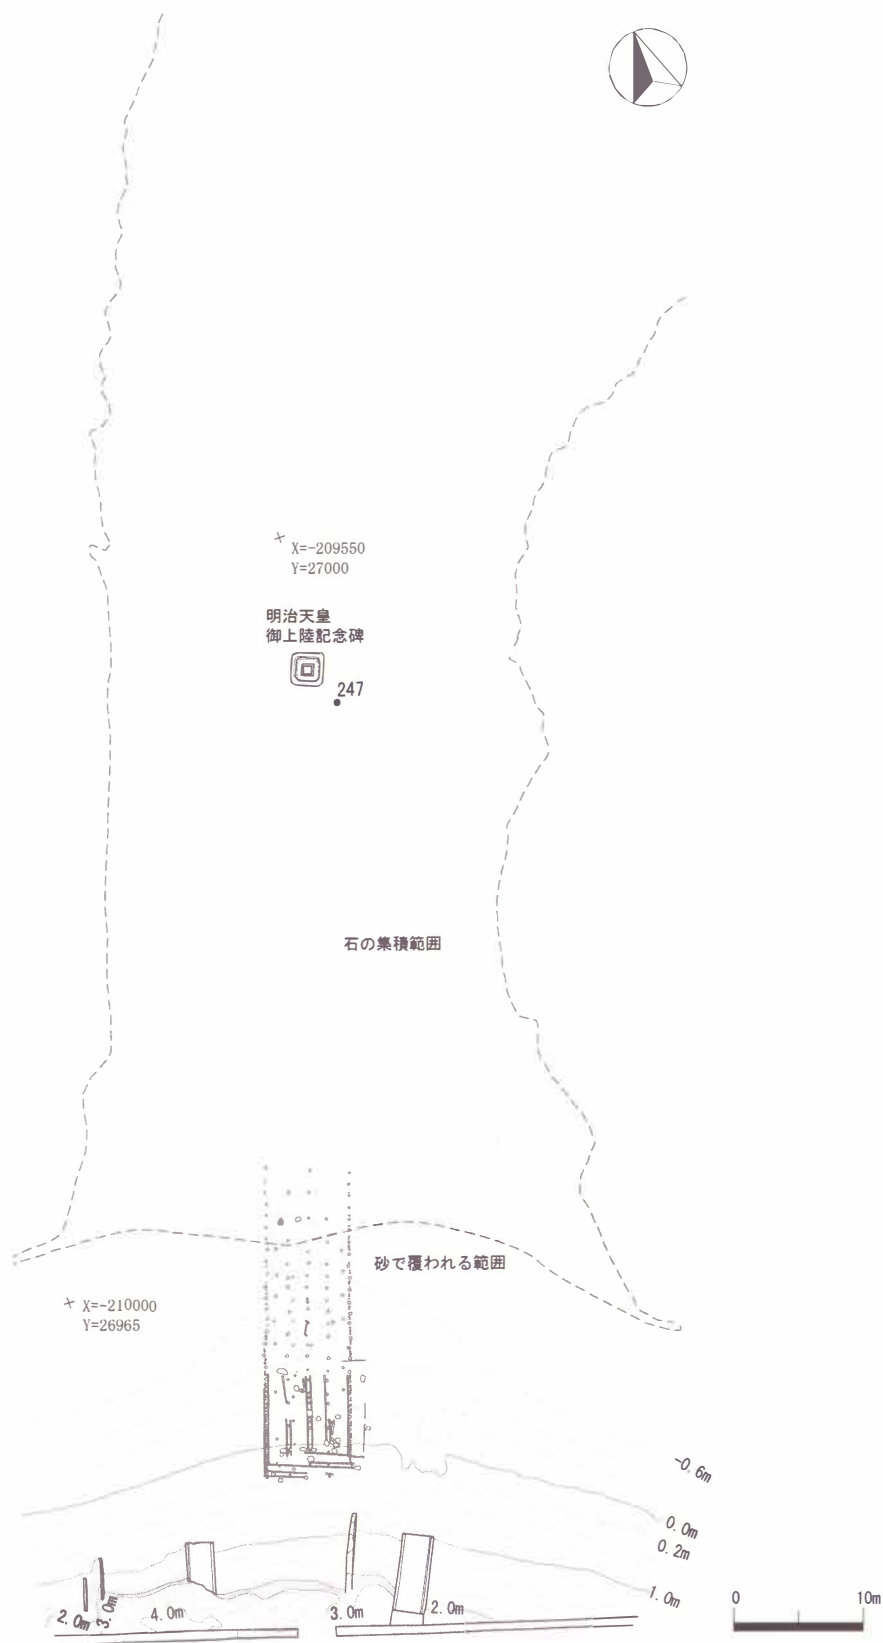 X=-209550
Y=27000
明治天皇
御上陸記念碑
247
石の集積範囲
砂で覆われる範囲
X=-210000
Y=26965
-0.6m
0.0m
0.2m
1.0m
2.0m
3.0m
4.0m
3.0m
2.0m
0 10m